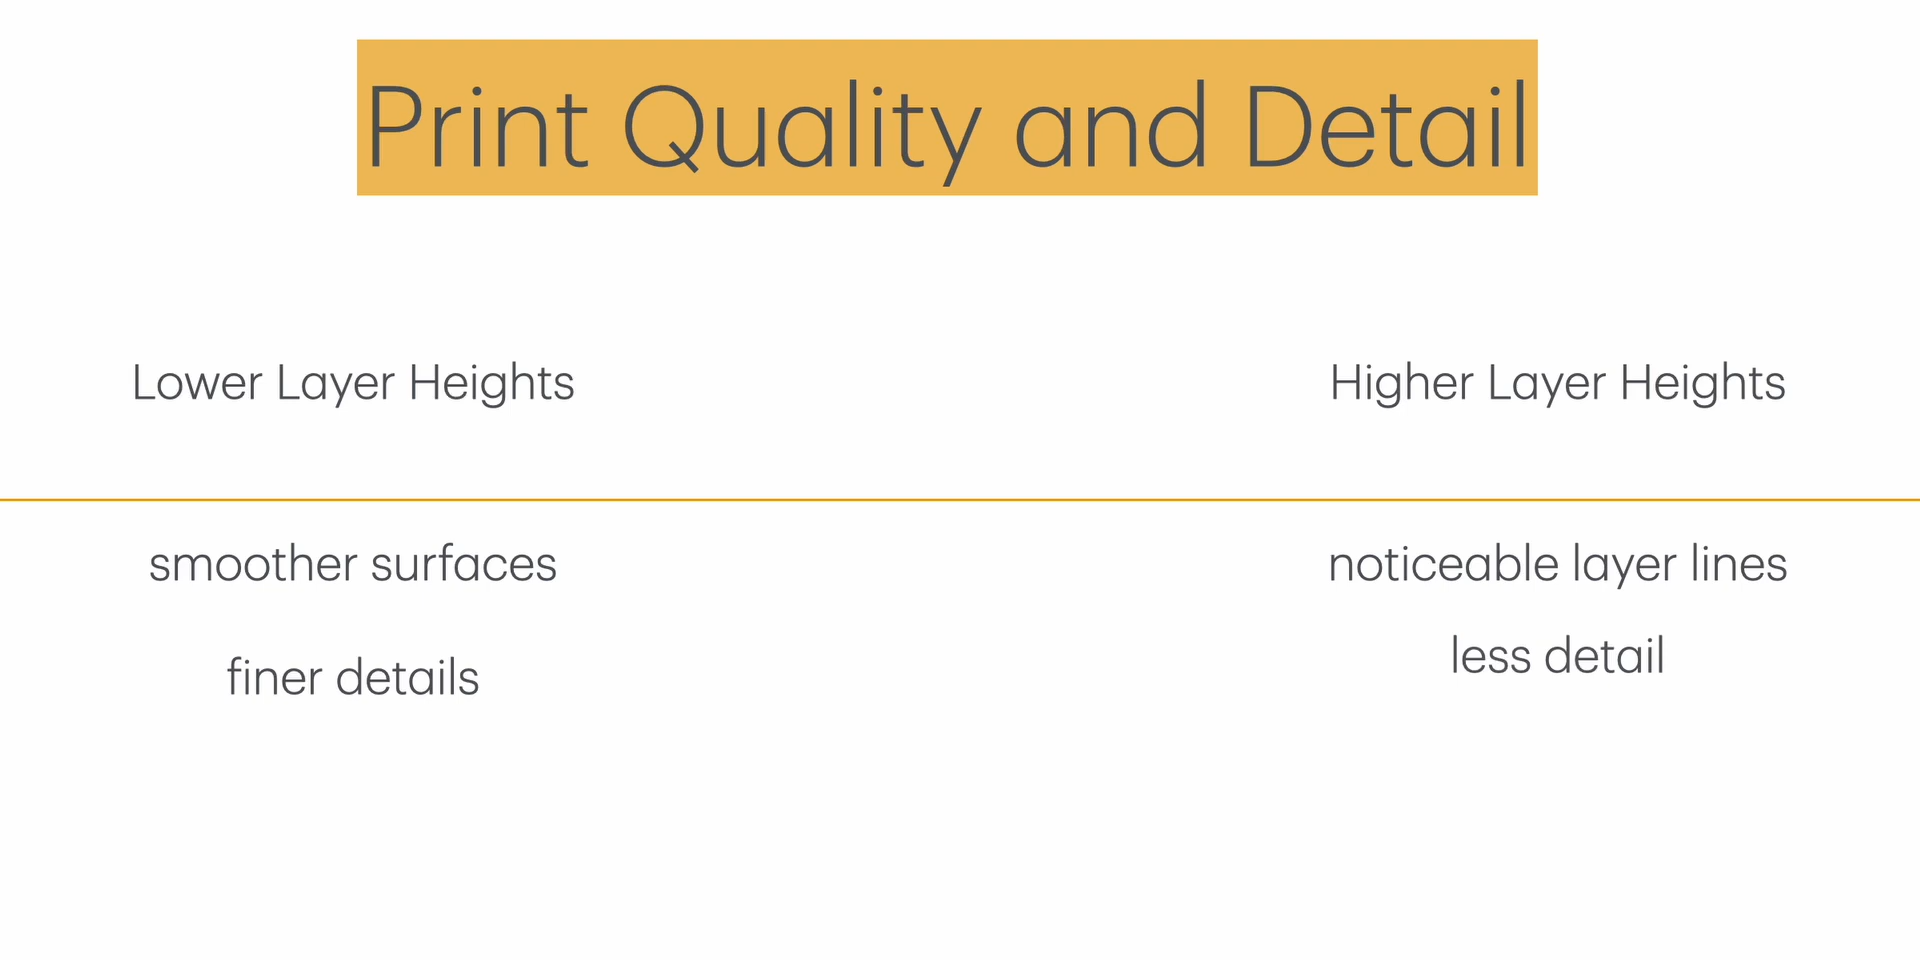 Print Quality and Detail
Lower Layer Heights
Higher Layer Heights
smoother surfaces
noticeable layer lines
finer details
less detail